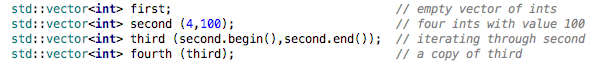 std::vector<int> first;                                // empty vector of ints
std::vector<int> second (4,100);                       // four ints with value 100
std::vector<int> third (second.begin(),second.end());  // iterating through second
std::vector<int> fourth (third);                       // a copy of third